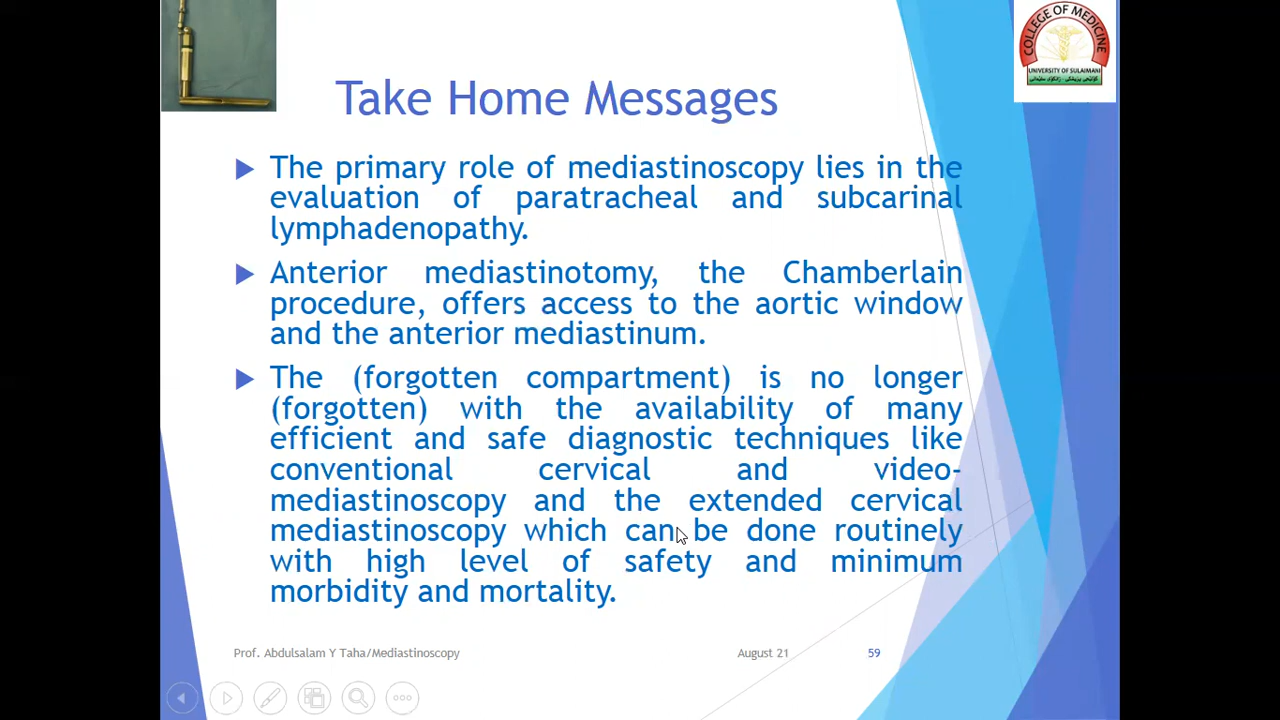 COLLEGE OF MEDICINE
UNIVERSITY OF SULAIMANI
Take Home Messages
The primary role of mediastinoscopy lies in the
evaluation of paratracheal and subcarinal
lymphadenopathy.
Anterior mediastinotomy, the Chamberlain
procedure, offers access to the aortic window
and the anterior mediastinum.
The (forgotten compartment) is no longer
(forgotten) with the availability of many
efficient and safe diagnostic techniques like
conventional cervical and video-
mediastinoscopy and the extended cervical
mediastinoscopy which can be done routinely
with high level of safety and minimum
morbidity and mortality.
Prof. Abdulsalam Y Taha/Mediastinoscopy
August 21
59